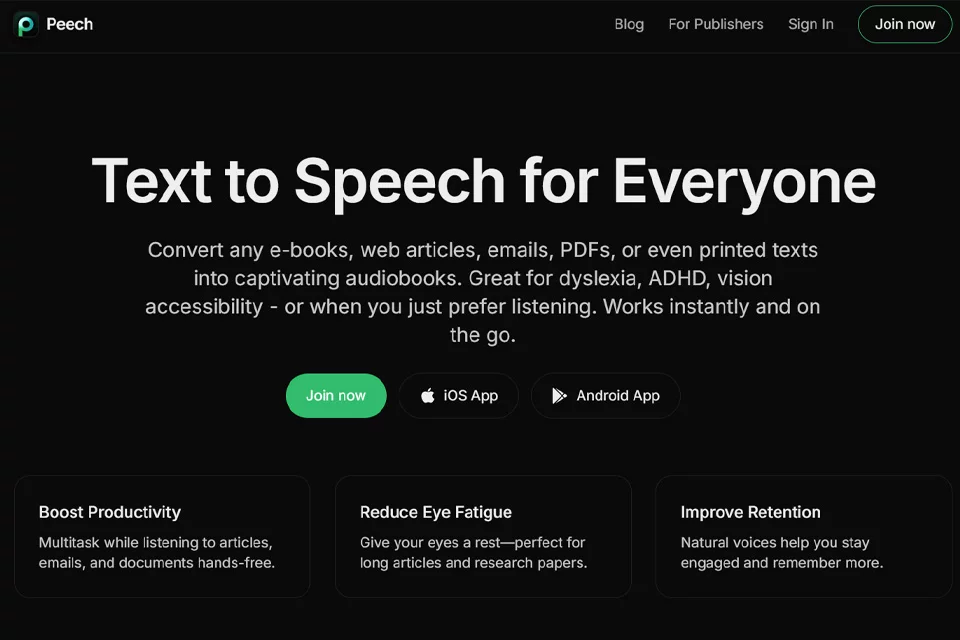 Peech
Blog
For Publishers
Sign In
Join now
Text to Speech for Everyone
Convert any e-books, web articles, emails, PDFs, or even printed texts
into captivating audiobooks. Great for dyslexia, ADHD, vision
accessibility - or when you just prefer listening. Works instantly and on
the go.
Join now
iOS App
Android App
Boost Productivity
Multitask while listening to articles,
emails, and documents hands-free.
Reduce Eye Fatigue
Give your eyes a rest—perfect for
long articles and research papers.
Improve Retention
Natural voices help you stay
engaged and remember more.